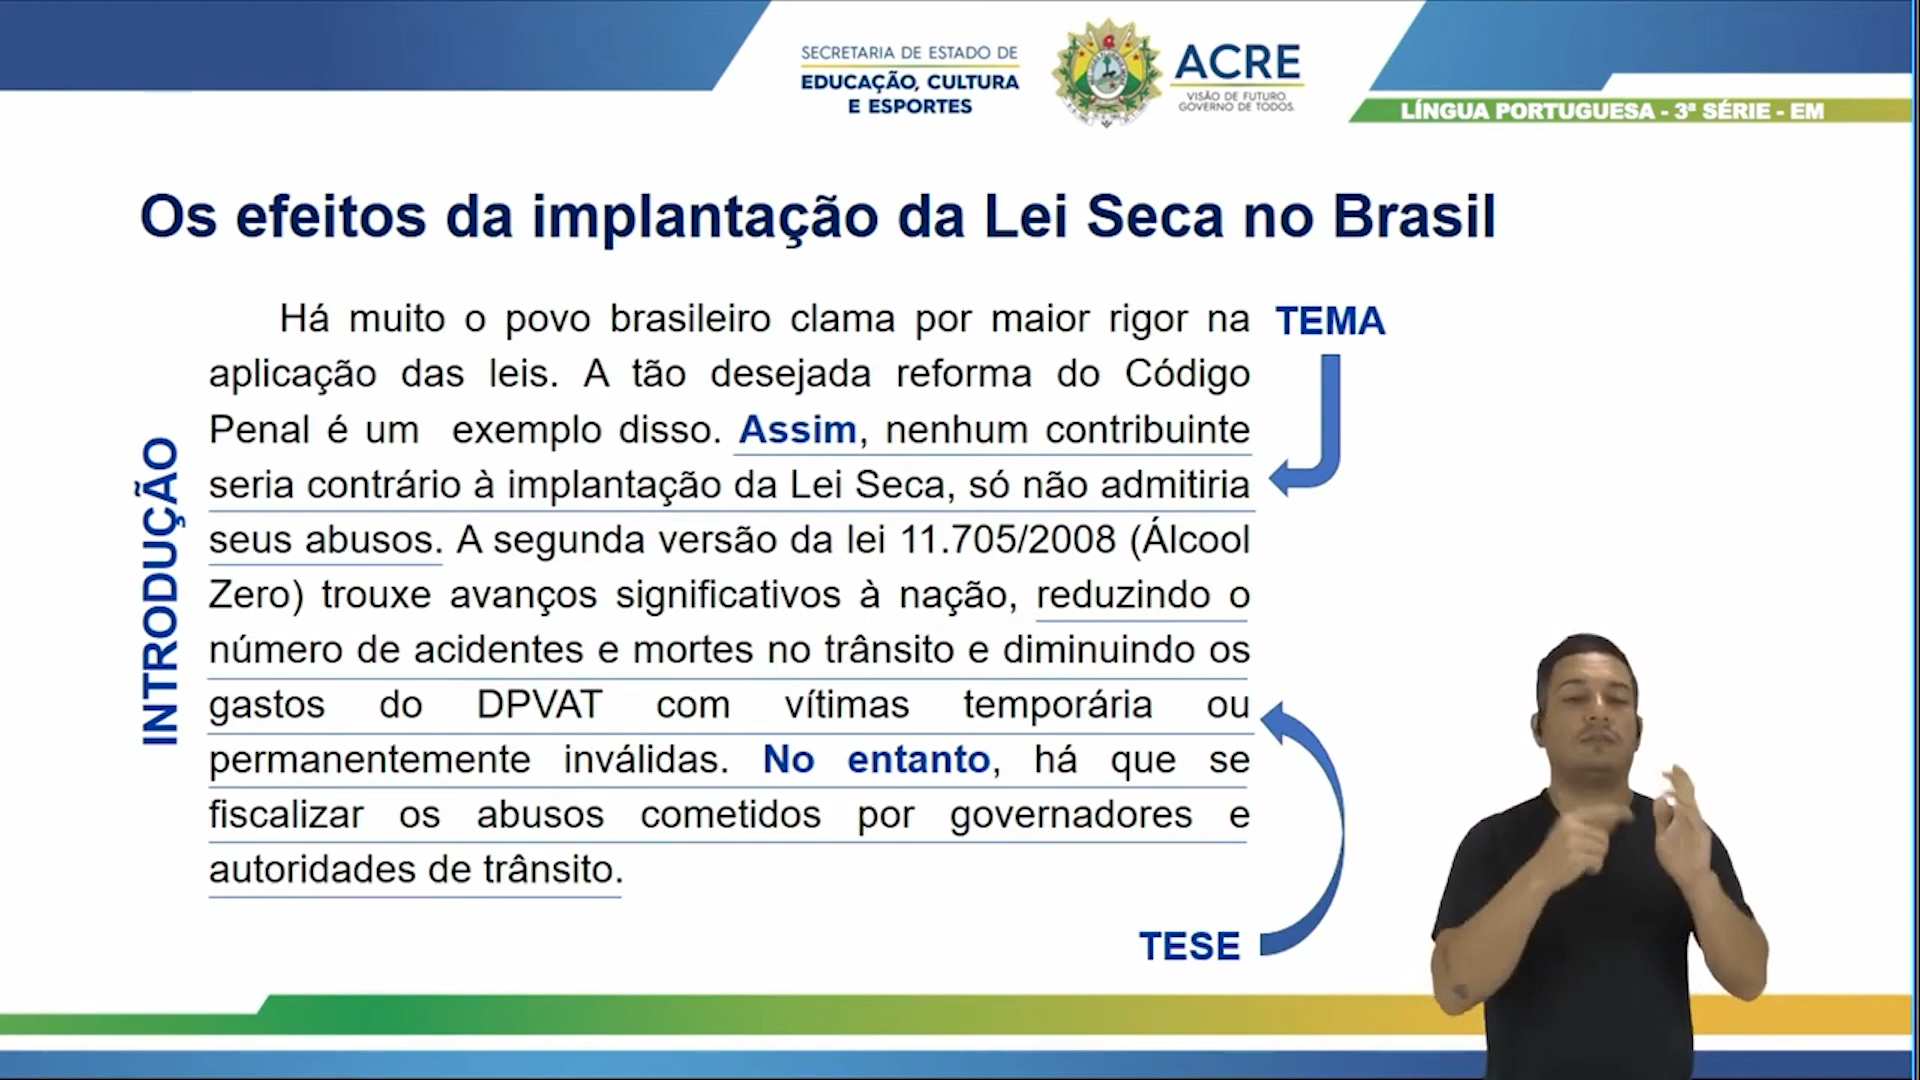 SECRETARIA DE ESTADO DE
EDUCAÇÃO, CULTURA
E ESPORTES
ACRE
VISÃO DE FUTURO
GOVERNO DE TODOS
LÍNGUA PORTUGUESA - 3ª SÉRIE - EM
Os efeitos da implantação da Lei Seca no Brasil
INTRODUÇÃO
Há muito o povo brasileiro clama por maior rigor na
aplicação das leis. A tão desejada reforma do Código
Penal é um exemplo disso. Assim, nenhum contribuinte
seria contrário à implantação da Lei Seca, só não admitiria
seus abusos. A segunda versão da lei 11.705/2008 (Álcool
Zero) trouxe avanços significativos à nação, reduzindo o
número de acidentes e mortes no trânsito e diminuindo os
gastos do DPVAT com vítimas temporária ou
permanentemente inválidas. No entanto, há que se
fiscalizar os abusos cometidos por governadores e
autoridades de trânsito.
TEMA
TESE